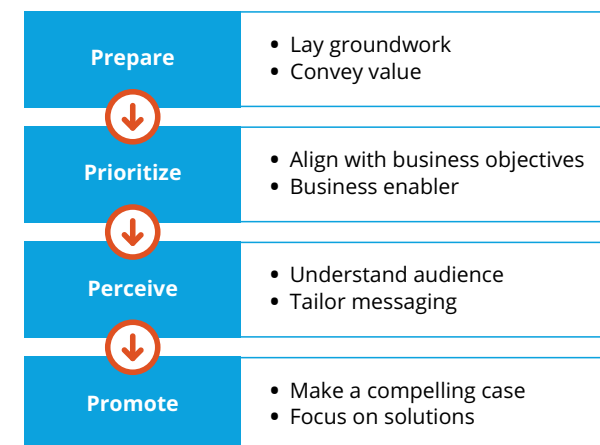 Prepare
• Lay groundwork
• Convey value
Prioritize
• Align with business objectives
• Business enabler
Perceive
• Understand audience
• Tailor messaging
Promote
• Make a compelling case
• Focus on solutions